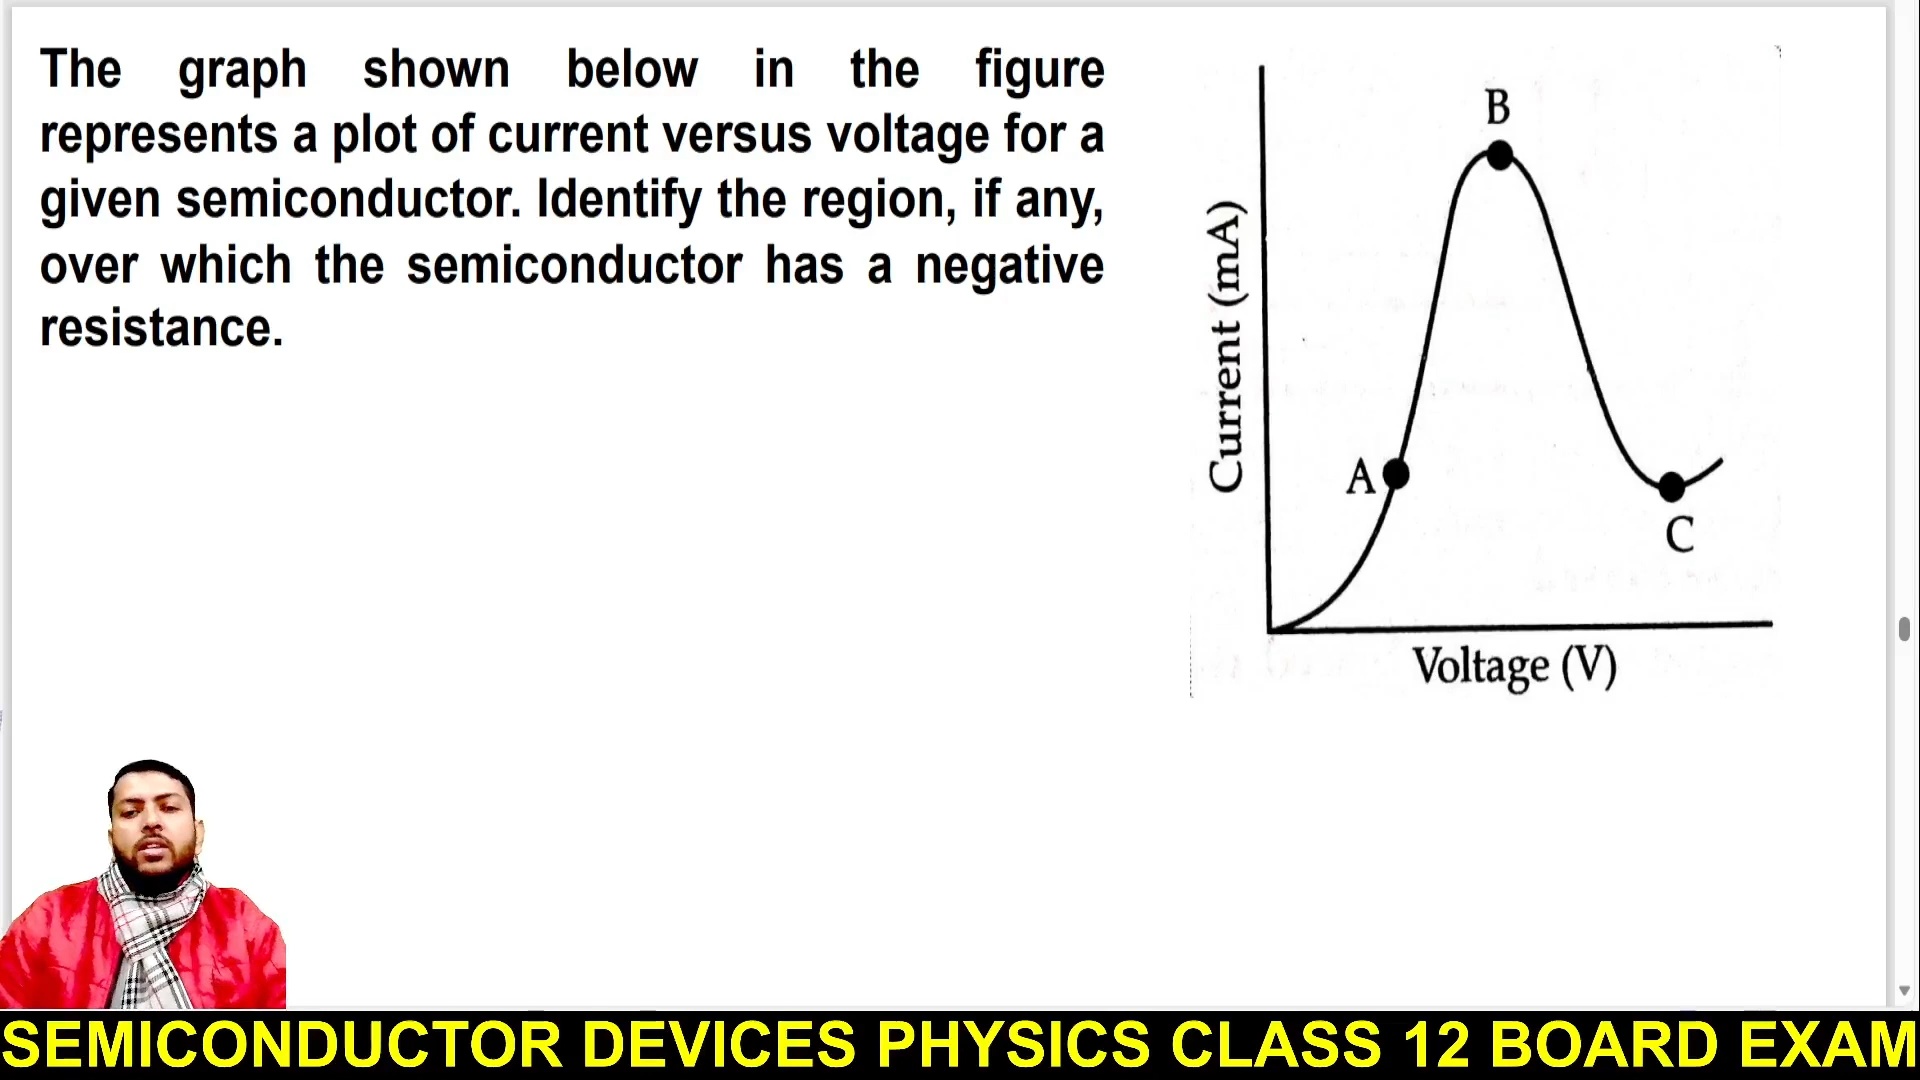 The graph shown below in the figure
represents a plot of current versus voltage for a
given semiconductor. Identify the region, if any,
over which the semiconductor has a negative
resistance.
B
Current (mA)
A
C
Voltage (V)
SEMICONDUCTOR DEVICES PHYSICS CLASS 12 BOARD EXAM